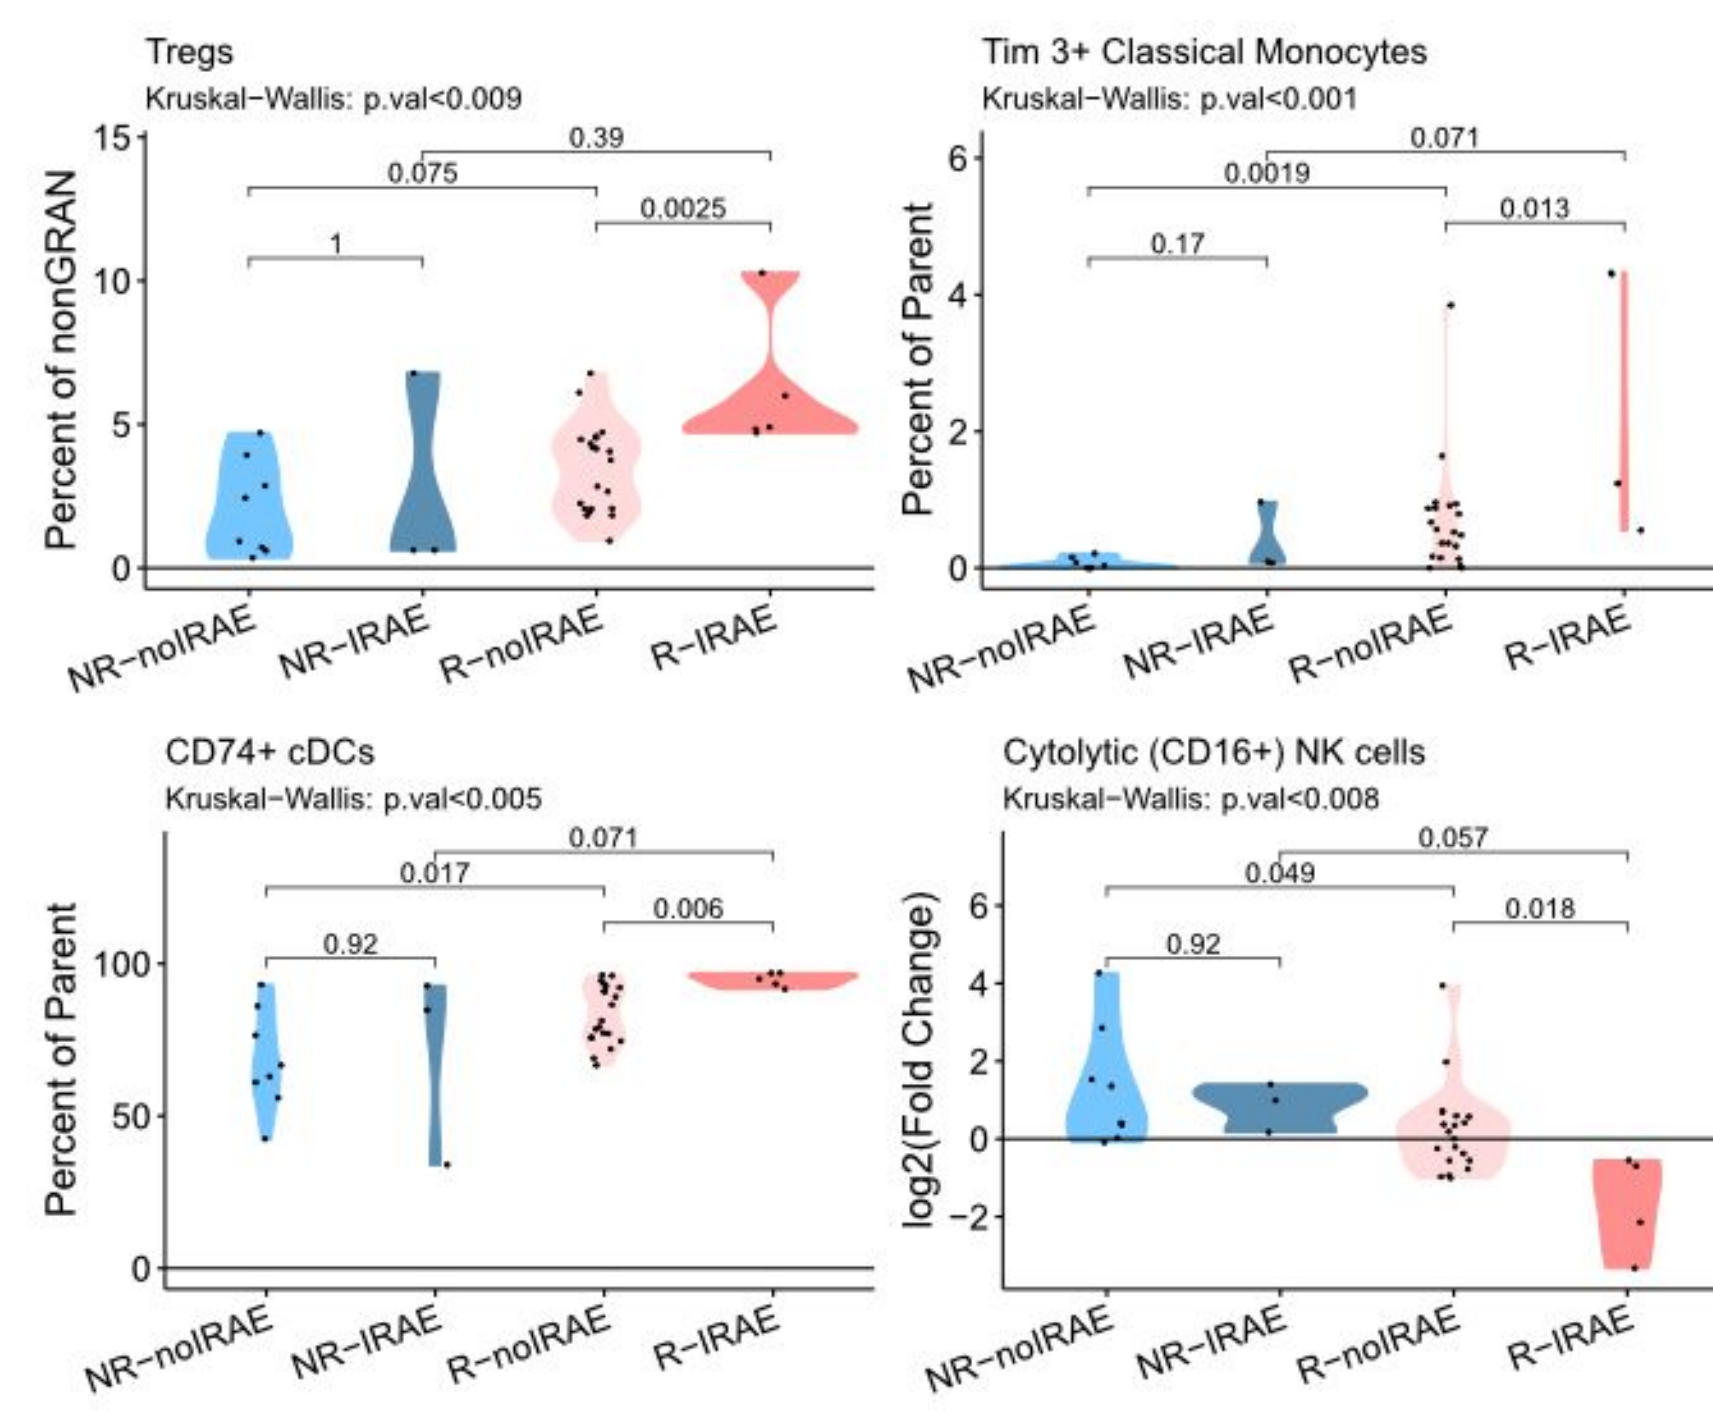 Tregs
Kruskal−Wallis: p.val<0.009
Percent of nonGRAN
15
10
5
0
0.39
0.075
0.0025
1
NR−noIRAE
NR−IRAE
R−noIRAE
R−IRAE
Tim 3+ Classical Monocytes
Kruskal−Wallis: p.val<0.001
Percent of Parent
6
4
2
0
0.071
0.0019
0.013
0.17
NR−noIRAE
NR−IRAE
R−noIRAE
R−IRAE
CD74+ cDCs
Kruskal−Wallis: p.val<0.005
Percent of Parent
100
50
0
0.071
0.017
0.006
0.92
NR−noIRAE
NR−IRAE
R−noIRAE
R−IRAE
Cytolytic (CD16+) NK cells
Kruskal−Wallis: p.val<0.008
log2(Fold Change)
6
4
2
0
−2
0.057
0.049
0.018
0.92
NR−noIRAE
NR−IRAE
R−noIRAE
R−IRAE